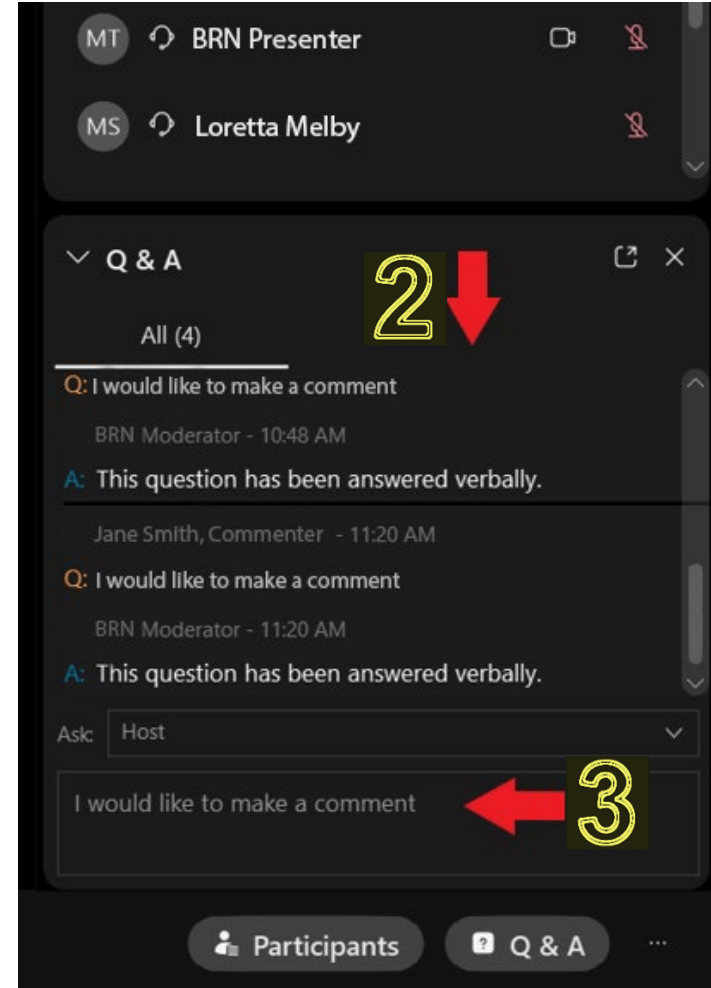 MT BRN Presenter
MS Loretta Melby
Q & A
2
All (4)
Q: I would like to make a comment
BRN Moderator - 10:48 AM
A: This question has been answered verbally.
Jane Smith, Commenter - 11:20 AM
Q: I would like to make a comment
BRN Moderator - 11:20 AM
A: This question has been answered verbally.
Ask: Host
I would like to make a comment
3
Participants ? Q & A ...